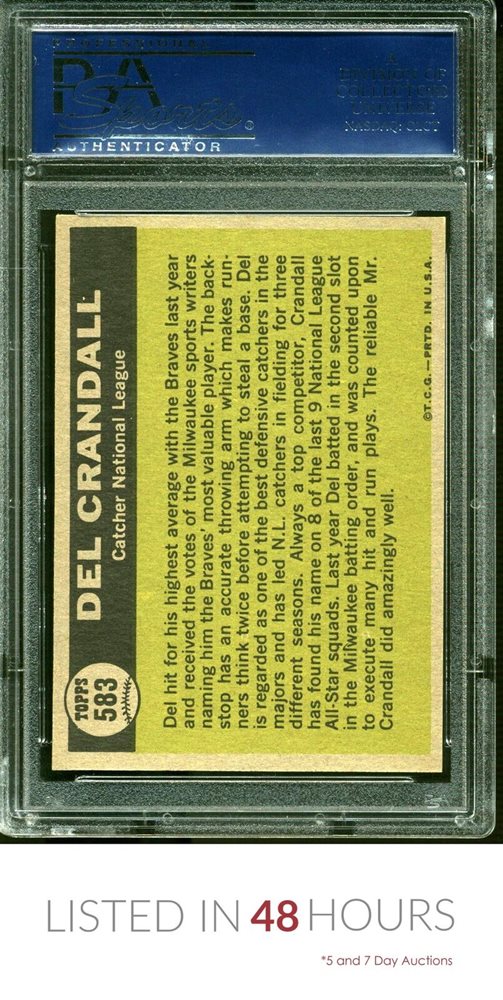 PROFESSIONAL
PSA
Sports®
AUTHENTICATOR
A
DIVISION OF
COLLECTORS
UNIVERSE
NASDAQ: CLCT
TOPPS
583
DEL CRANDALL
Catcher National League
Del hit for his highest average with the Braves last year
and received the votes of the Milwaukee sports writers
naming him the Braves' most valuable player. The back-
stop has an accurate throwing arm which makes run-
ners think twice before attempting to steal a base. Del
is regarded as one of the best defensive catchers in the
majors and has led N.L. catchers in fielding for three
different seasons. Always a top competitor, Crandall
has found his name on 8 of the last 9 National League
All-Star squads. Last year Del batted in the second slot
in the Milwaukee batting order, and was counted upon
to execute many hit and run plays. The reliable Mr.
Crandall did amazingly well.
©T.C.G.—PRTD. IN U.S.A.
LISTED IN 48 HOURS
*5 and 7 Day Auctions